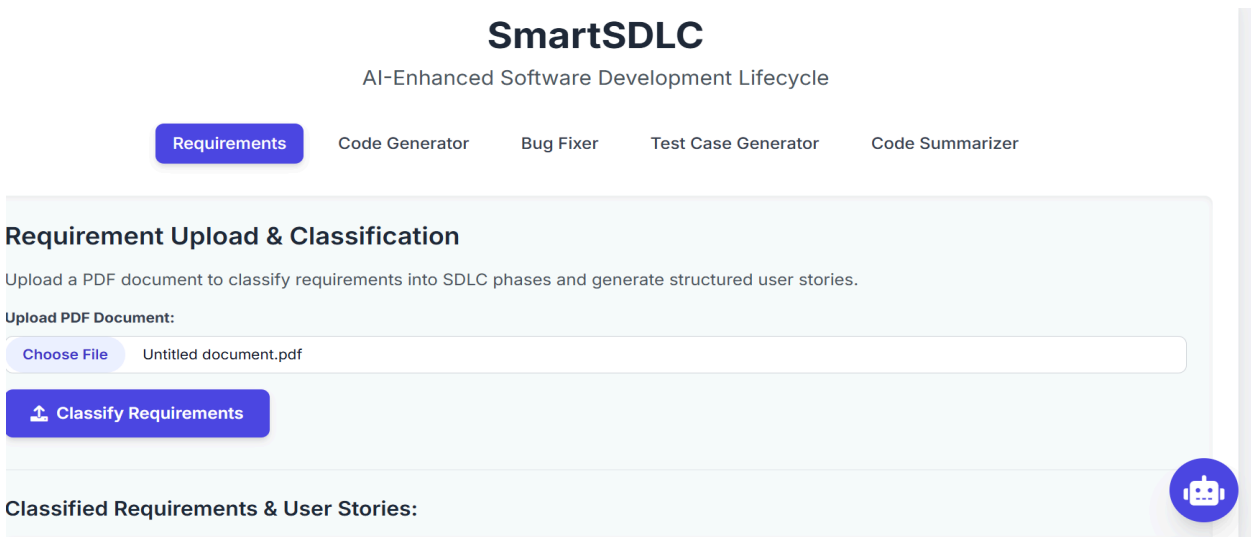 SmartSDLC
AI-Enhanced Software Development Lifecycle
Requirements Code Generator Bug Fixer Test Case Generator Code Summarizer
Requirement Upload & Classification
Upload a PDF document to classify requirements into SDLC phases and generate structured user stories.
Upload PDF Document:
Choose File Untitled document.pdf
Classify Requirements
Classified Requirements & User Stories: